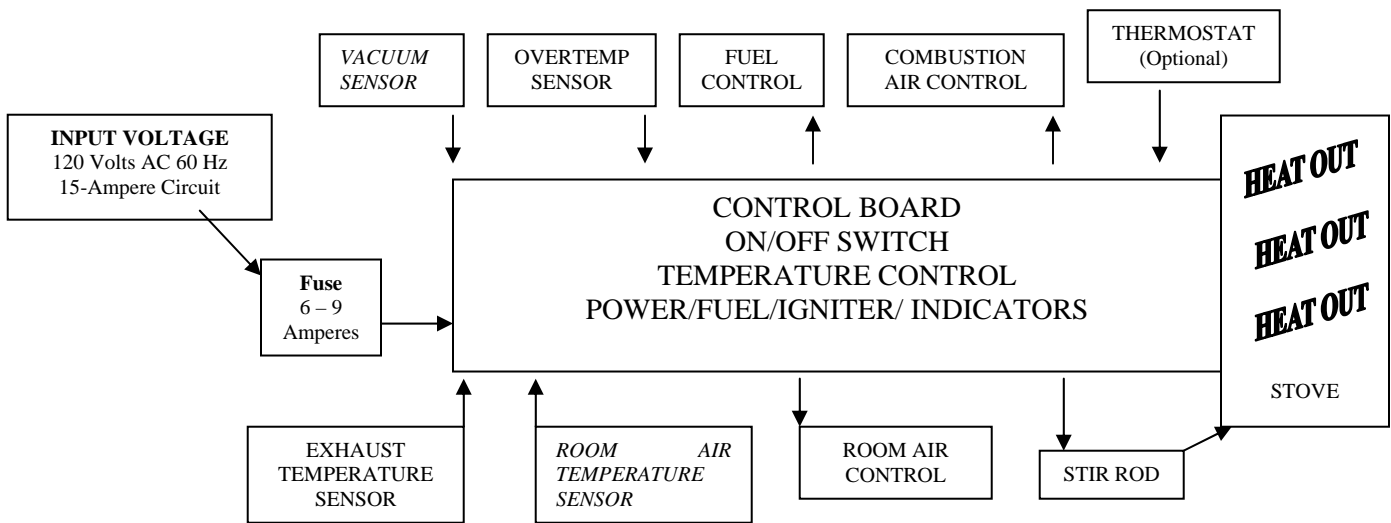 VACUUM
SENSOR
OVERTEMP
SENSOR
FUEL
CONTROL
COMBUSTION
AIR CONTROL
THERMOSTAT
(Optional)
INPUT VOLTAGE
120 Volts AC 60 Hz
15-Ampere Circuit
Fuse
6 – 9
Amperes
CONTROL BOARD
ON/OFF SWITCH
TEMPERATURE CONTROL
POWER/FUEL/IGNITER/ INDICATORS
HEAT OUT
HEAT OUT
HEAT OUT
STOVE
EXHAUST
TEMPERATURE
SENSOR
ROOM AIR
TEMPERATURE
SENSOR
ROOM AIR
CONTROL
STIR ROD